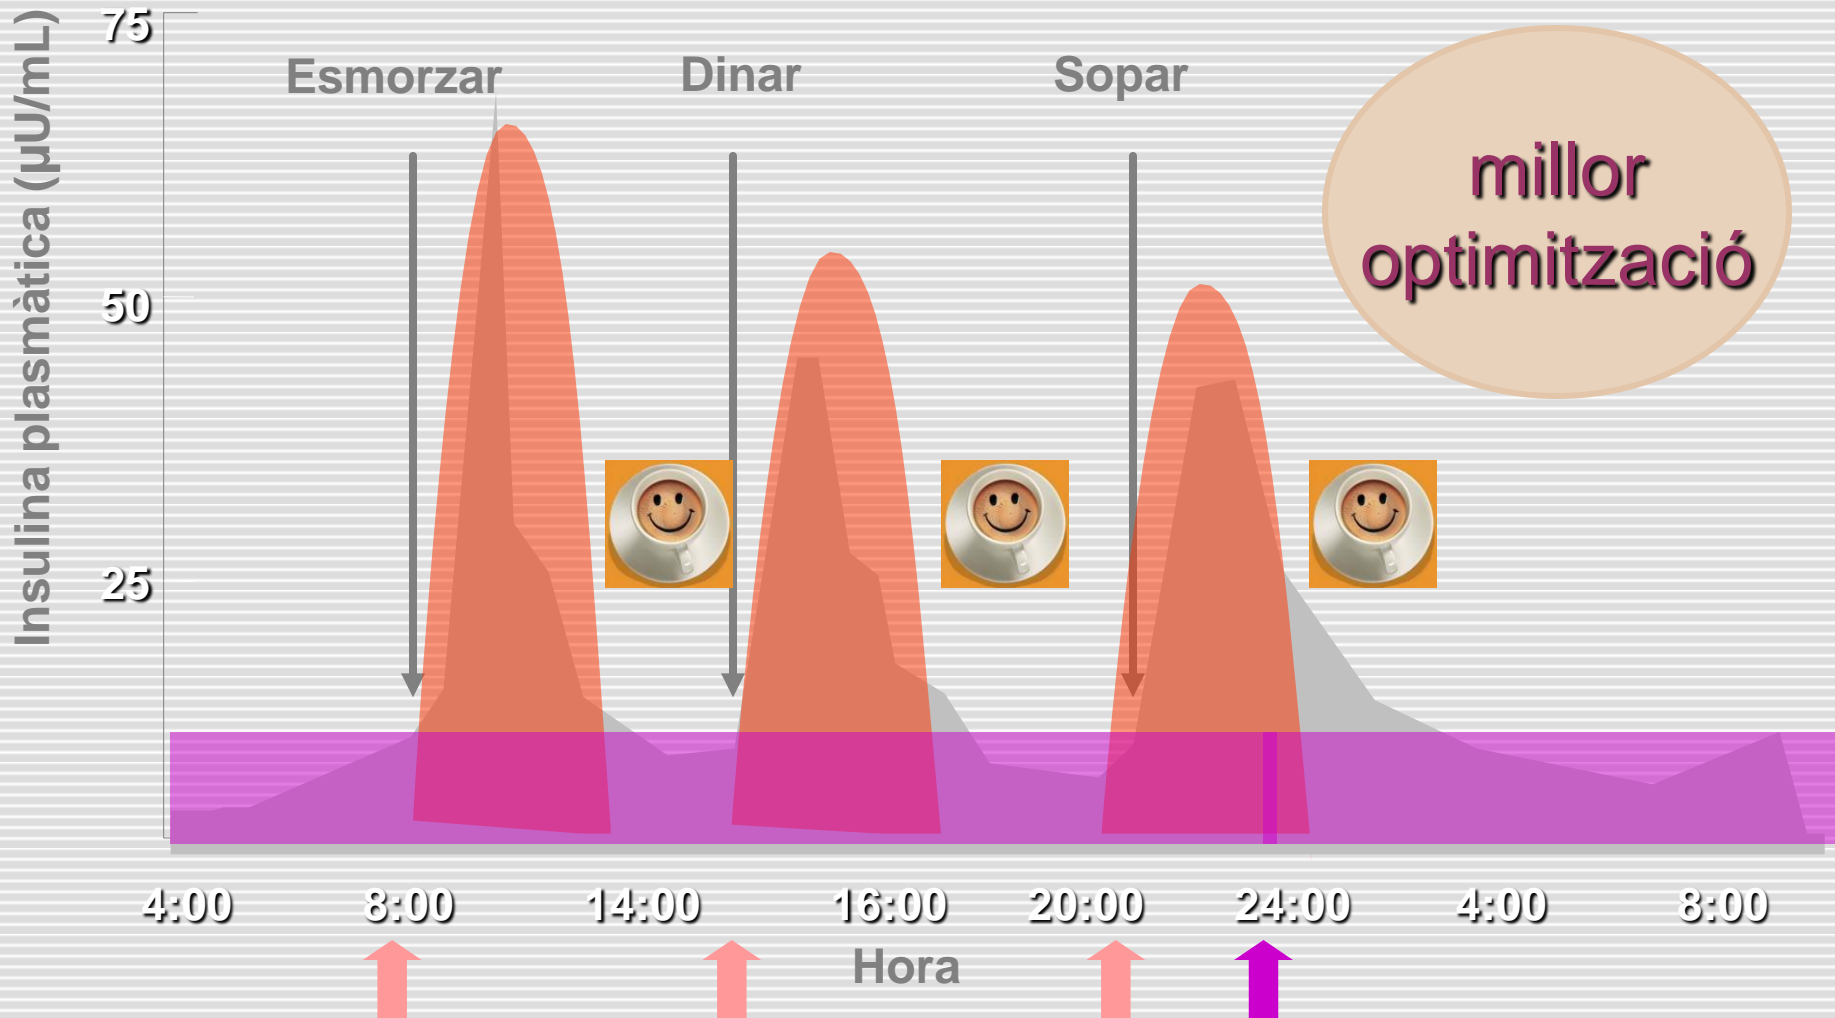 75
Esmorzar
Dinar
Sopar
millor
optimització
Insulina plasmàtica (µU/mL)
50
25
4:00
8:00
14:00
16:00
20:00
24:00
4:00
8:00
Hora